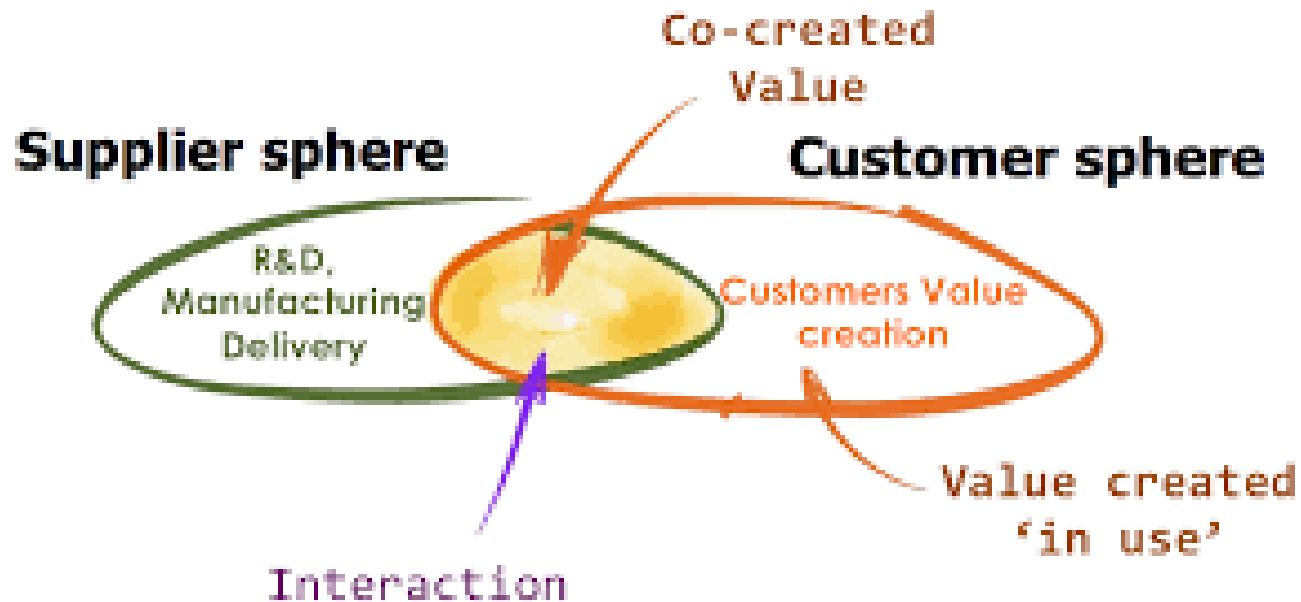 Co-created
Value
Supplier sphere
Customer sphere
R&D,
Manufacturing
Delivery
Customers Value
creation
Value created
‘in use’
Interaction